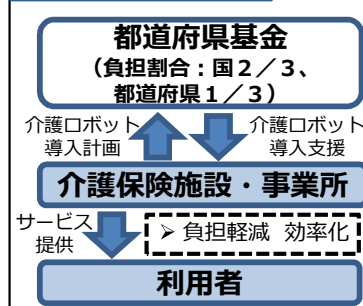 都道府県基金
（負担割合：国２／３、
都道府県１／３）
介護ロボット
導入計画
介護ロボット
導入支援
介護保険施設・事業所
サービス
提供
➢ 負担軽減 効率化
利用者